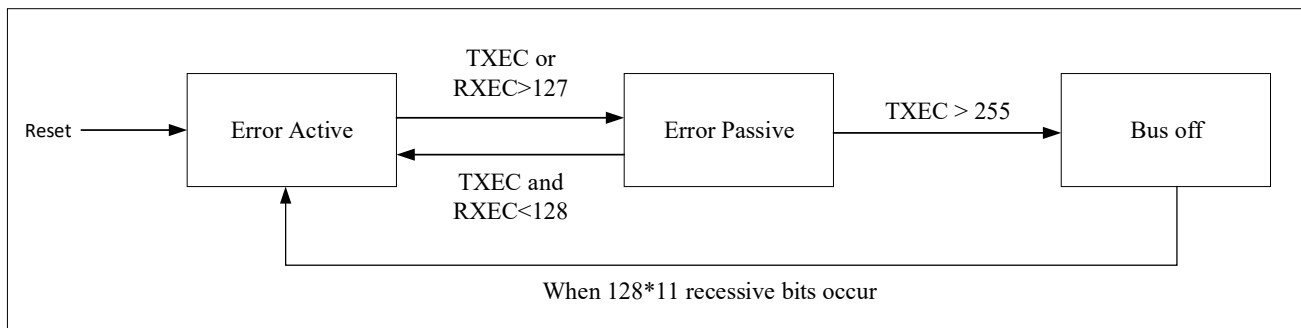 TXEC or
RXEC>127
Reset
Error Active
Error Passive
TXEC > 255
Bus off
TXEC and
RXEC<128
When 128*11 recessive bits occur